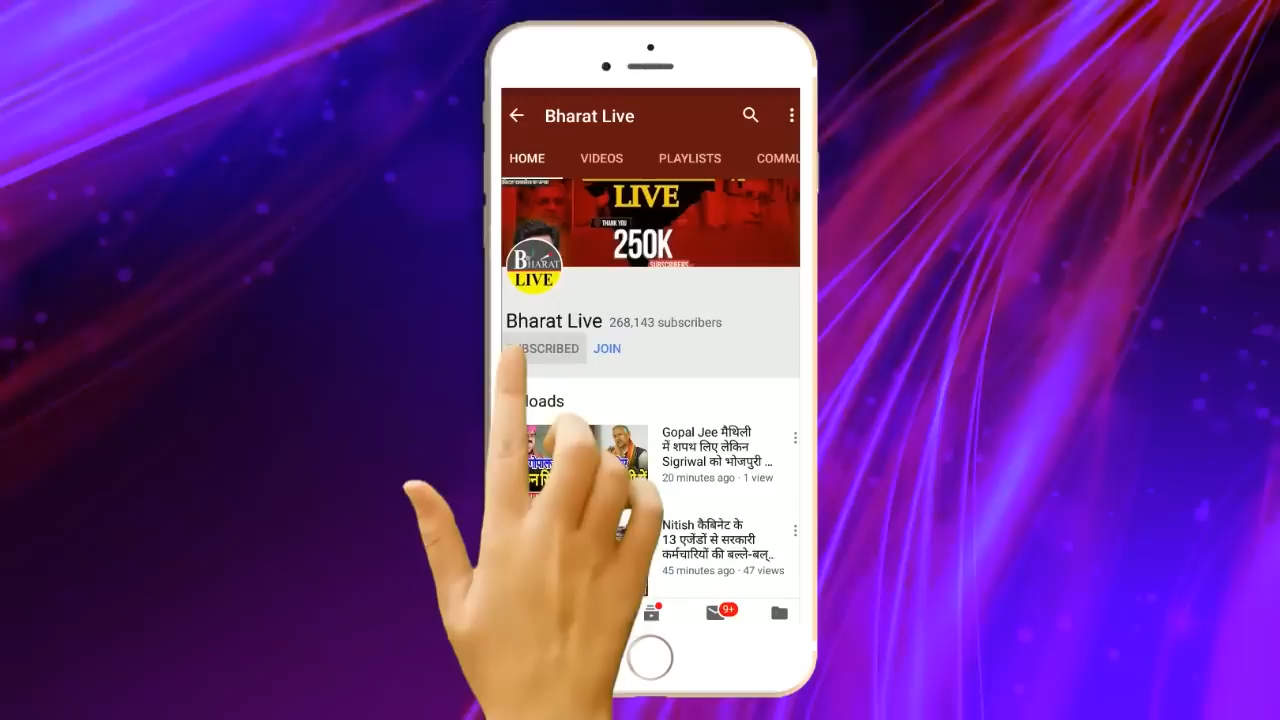 Bharat Live
HOME VIDEOS PLAYLISTS COMMU
LIVE
THANK YOU
250K
SUBSCRIBERS
BHARAT
LIVE
Bharat Live 268,143 subscribers
UBSCRIBED JOIN
loads
Gopal Jee मैथिली
में शपथ लिए लेकिन
Sigriwal को भोजपुरी ...
20 minutes ago · 1 view
Nitish कैबिनेट के
13 एजेंडों से सरकारी
कर्मचारियों की बल्ले-बल्..
45 minutes ago · 47 views
9+